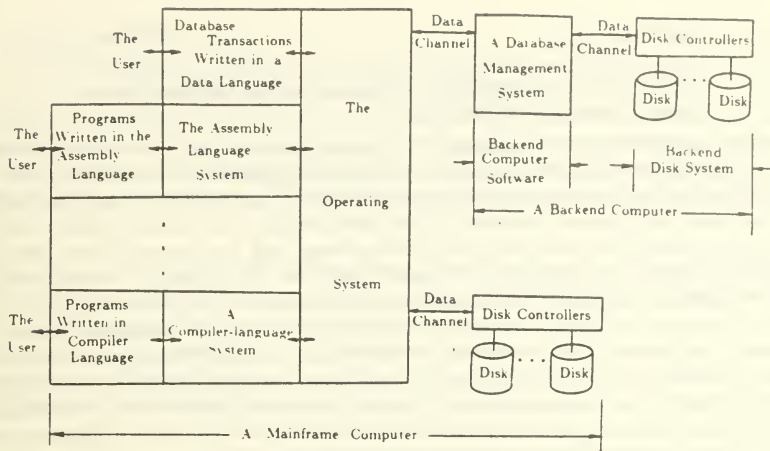 The
User
Database
Transactions
Written in a
Data Language
The
Operating
System
Data
Channel
A Database
Management
System
Data
Channel
Disk Controllers
Disk
. . .
Disk
The
User
Programs
Written in the
Assembly
Language
The Assembly
Language
System
Backend
Computer
Software
Backend
Disk System
A Backend Computer
The
User
Programs
Written in
Compiler
Language
A
Compiler-language
System
Data
Channel
Disk Controllers
Disk
. . .
Disk
A Mainframe Computer